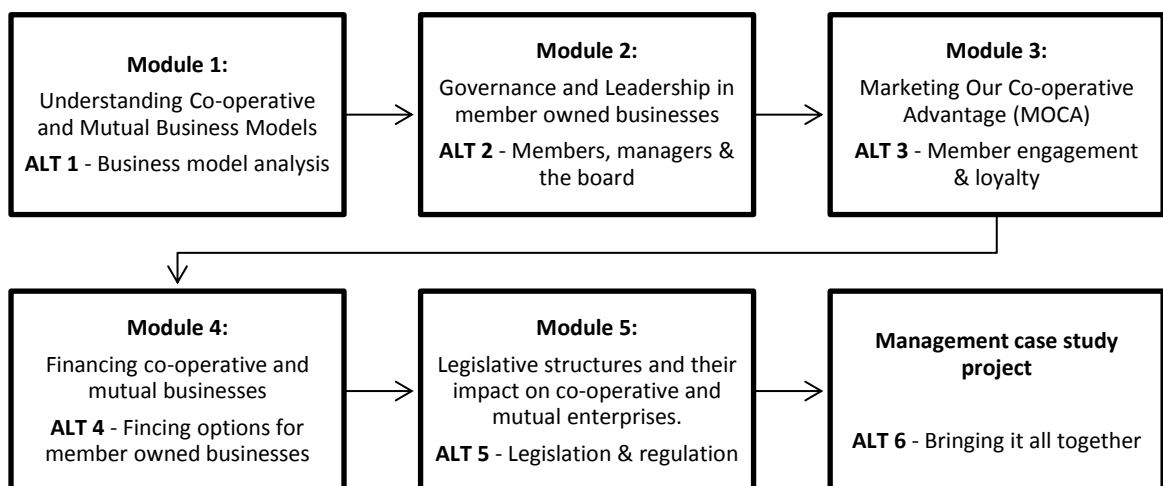 Module 1:
Understanding Co-operative
and Mutual Business Models
ALT 1 - Business model analysis
Module 2:
Governance and Leadership in
member owned businesses
ALT 2 - Members, managers &
the board
Module 3:
Marketing Our Co-operative
Advantage (MOCA)
ALT 3 - Member engagement
& loyalty
Module 4:
Financing co-operative and
mutual businesses
ALT 4 - Fincing options for
member owned businesses
Module 5:
Legislative structures and their
impact on co-operative and
mutual enterprises.
ALT 5 - Legislation & regulation
Management case study
project
ALT 6 - Bringing it all together